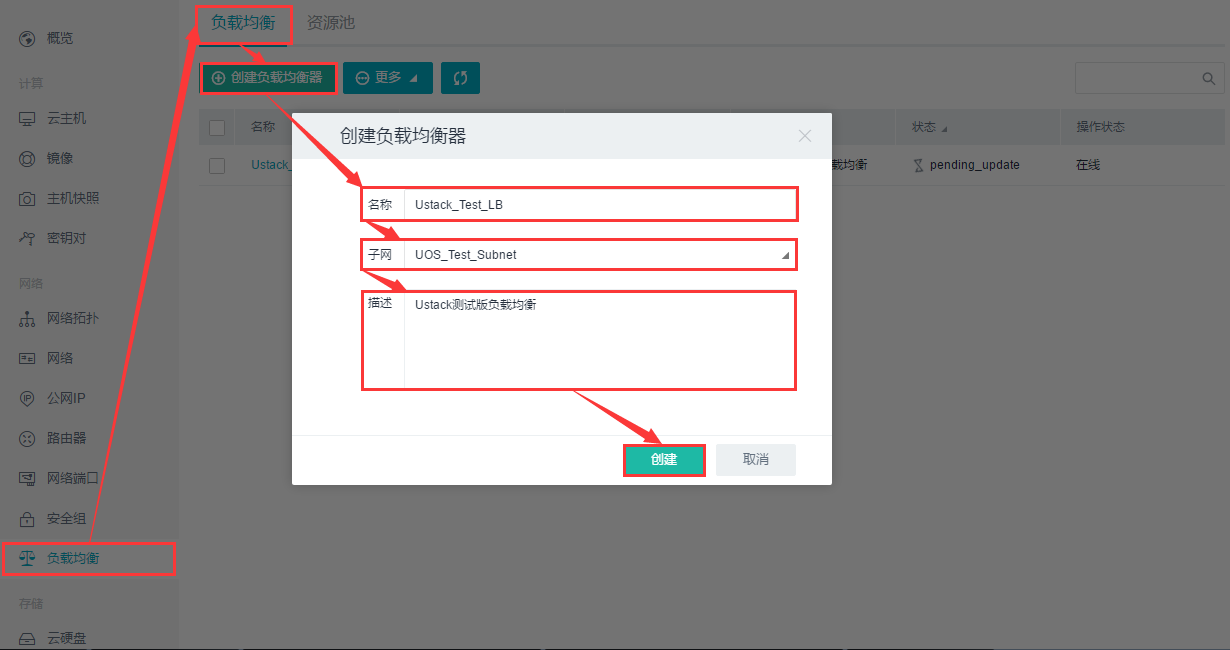 概览
计算
云主机
镜像
主机快照
密钥对
网络
网络拓扑
网络
公网IP
路由器
网络端口
安全组
负载均衡
存储
云硬盘
负载均衡 资源池
创建负载均衡器 更多
名称 状态 操作状态
Ustack_ 载均衡 pending_update 在线
创建负载均衡器
名称 Ustack_Test_LB
子网 UOS_Test_Subnet
描述 Ustack测试版负载均衡
创建 取消